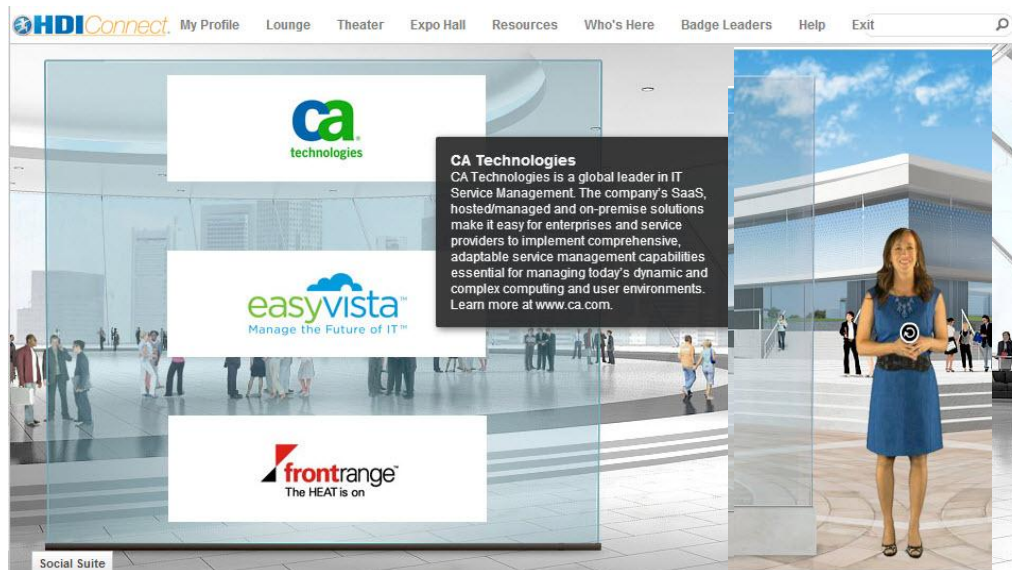 HDIConnect. My Profile Lounge Theater Expo Hall Resources Who's Here Badge Leaders Help Exit
ca
technologies
CA Technologies
CA Technologies is a global leader in IT
Service Management. The company's SaaS,
hosted/managed and on-premise solutions
make it easy for enterprises and service
providers to implement comprehensive,
adaptable service management capabilities
essential for managing today's dynamic and
complex computing and user environments.
Learn more at www.ca.com.
easyvista™
Manage the Future of IT™
frontrange™
The HEAT is on
Social Suite